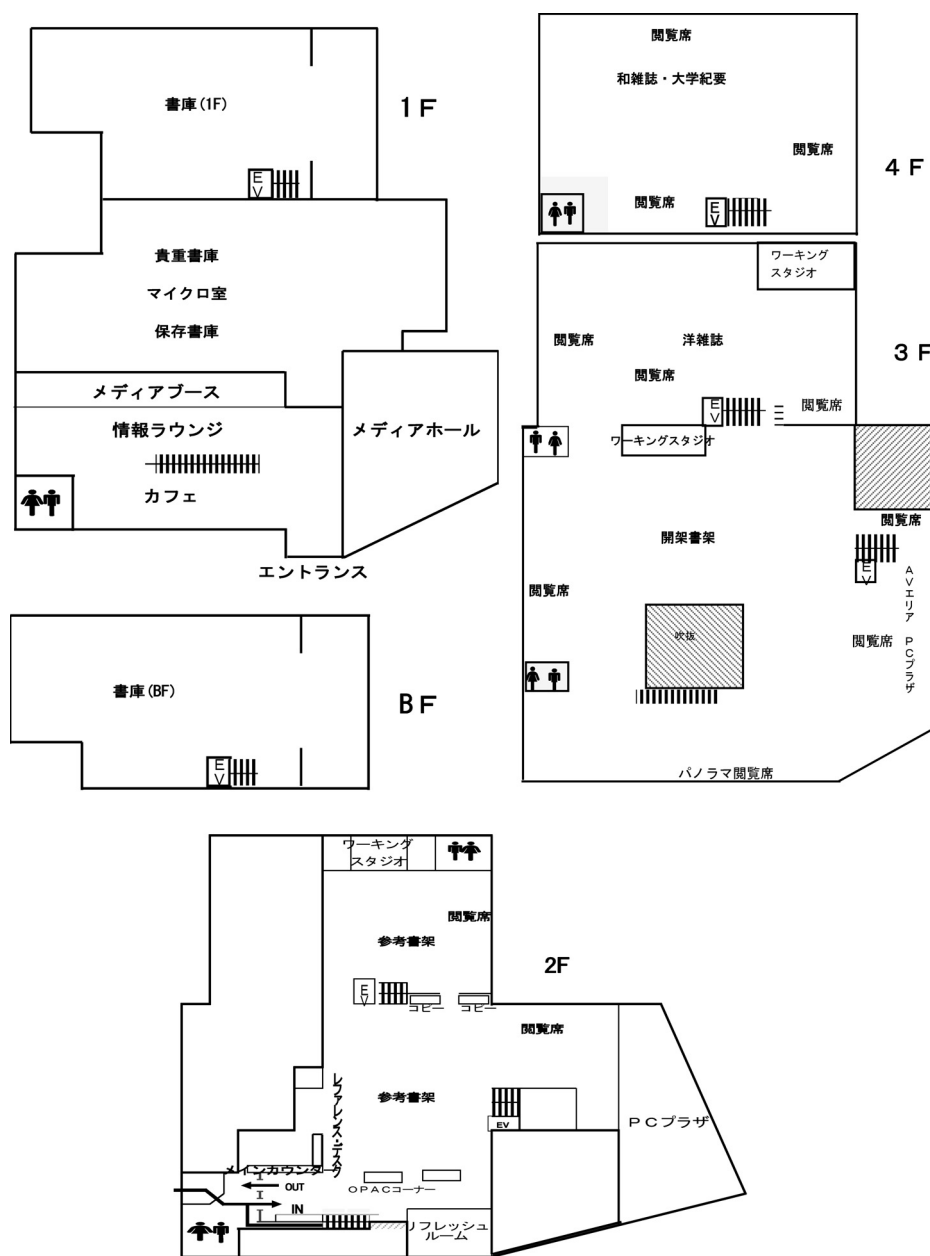 書庫(1F)
1F
EV
貴重書庫
マイクロ室
保存書庫
メディアブース
情報ラウンジ
メディアホール
カフェ
エントランス
閲覧席
和雑誌・大学紀要
閲覧席
4F
閲覧席
EV
ワーキング
スタジオ
閲覧席
洋雑誌
3F
閲覧席
EV
閲覧席
ワーキングスタジオ
閲覧席
開架書架
EV
AVエリア PCプラザ
閲覧席
吹抜
閲覧席
パノラマ閲覧席
書庫(BF)
BF
EV
ワーキング
スタジオ
閲覧席
参考書架
2F
EV
コピー
コピー
閲覧席
レファレンス・デスク
参考書架
EV
PCプラザ
メインカウンター
OUT
OPACコーナー
IN
リフレッシュ
ルーム